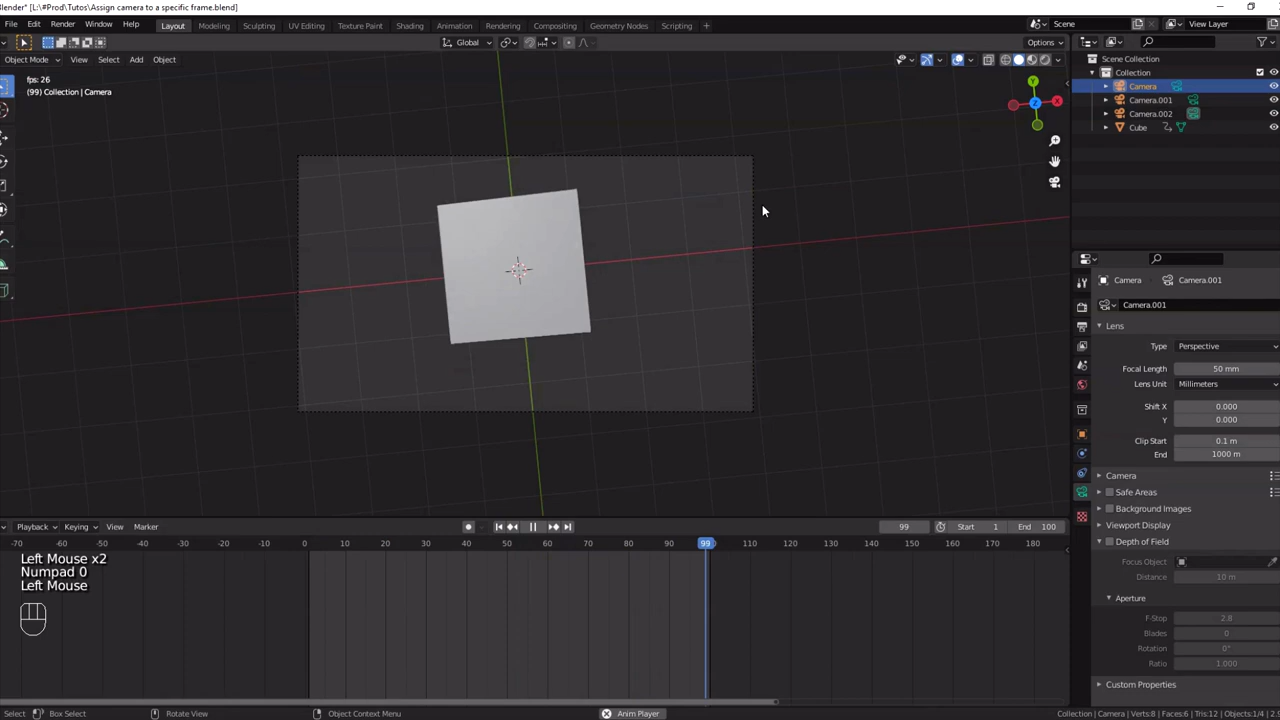 Blender* [L:\#Prod\Tutos\Assign camera to a specific frame.blend]
File Edit Render Window Help Layout Modeling Sculpting UV Editing Texture Paint Shading Animation Rendering Compositing Geometry Nodes Scripting Scene View Layer
Global Options
Object Mode View Select Add Object
fps: 26
(99) Collection | Camera
Y
X
Z
Scene Collection
Collection
Camera
Camera.001
Camera.002
Cube
Camera Camera.001
Camera.001
Lens
Type Perspective
Focal Length 50 mm
Lens Unit Millimeters
Shift X 0.000
Y 0.000
Clip Start 0.1 m
End 1000 m
Camera
Safe Areas
Background Images
Viewport Display
Depth of Field
Focus Object
Distance 10 m
Aperture
F-Stop 2.8
Blades 0
Rotation 0°
Ratio 1.000
Custom Properties
Playback Keying View Marker 99 Start 1 End 100
-70 -60 -50 -40 -30 -20 -10 0 10 20 30 40 50 60 70 80 90 99 110 120 130 140 150 160 170 180
Left Mouse x2
Numpad 0
Left Mouse
Select Box Select Rotate View Object Context Menu Anim Player Collection | Camera | Verts:8 | Faces:6 | Tris:12 | Objects:1/4 | 2.9